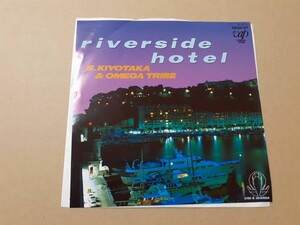 riverside
hotel
S.KIYOTAKA
& OMEGA TRIBE
vap